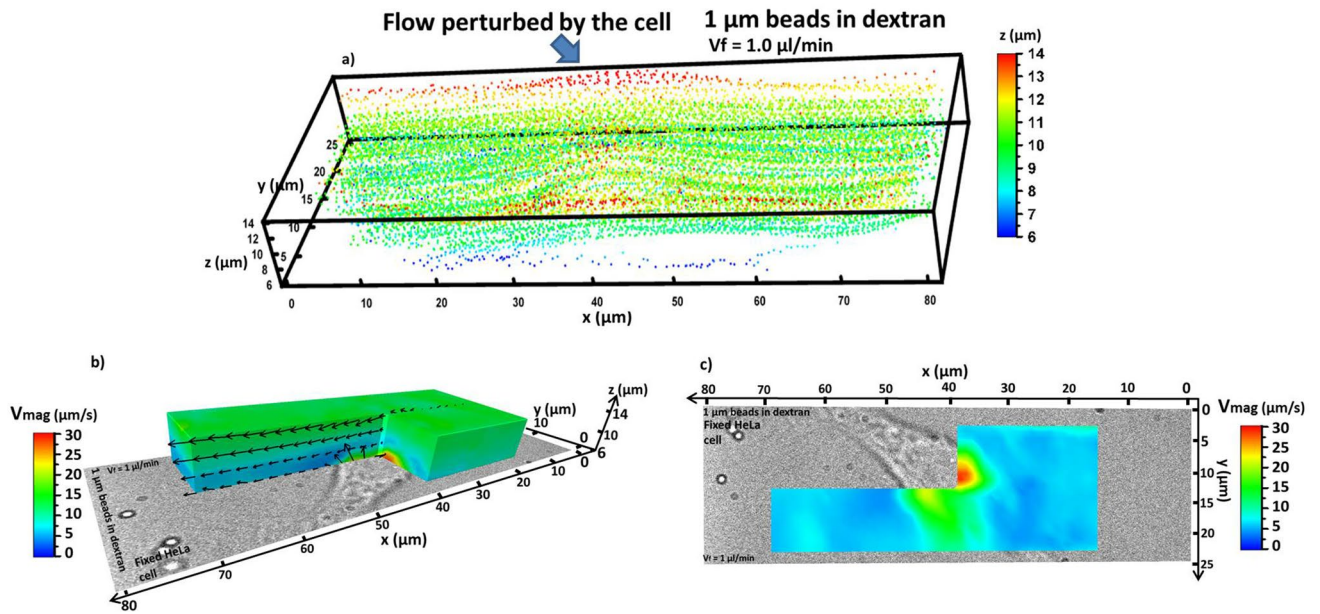 Flow perturbed by the cell 1 µm beads in dextran
Vf = 1.0 µl/min
a)
z (µm)
14
13
12
11
10
9
8
7
6
25
20
15
10
5
y (µm)
14
12
10
8
6
z (µm)
0 10 20 30 40 50 60 70 80
x (µm)
b)
Vmag (µm/s)
30
25
20
15
10
5
0
z (µm)
14
10
6
y (µm)
10
0
0
10
20
30
40
50
60
70
80
x (µm)
Vf = 1 µl/min
1 µm beads in dextran
Fixed HeLa
cell
c)
x (µm)
80 70 60 50 40 30 20 10 0
1 µm beads in dextran
Fixed HeLa
cell
Vf = 1 µl/min
0
5
10
15
20
25
y (µm)
Vmag (µm/s)
30
25
20
15
10
5
0